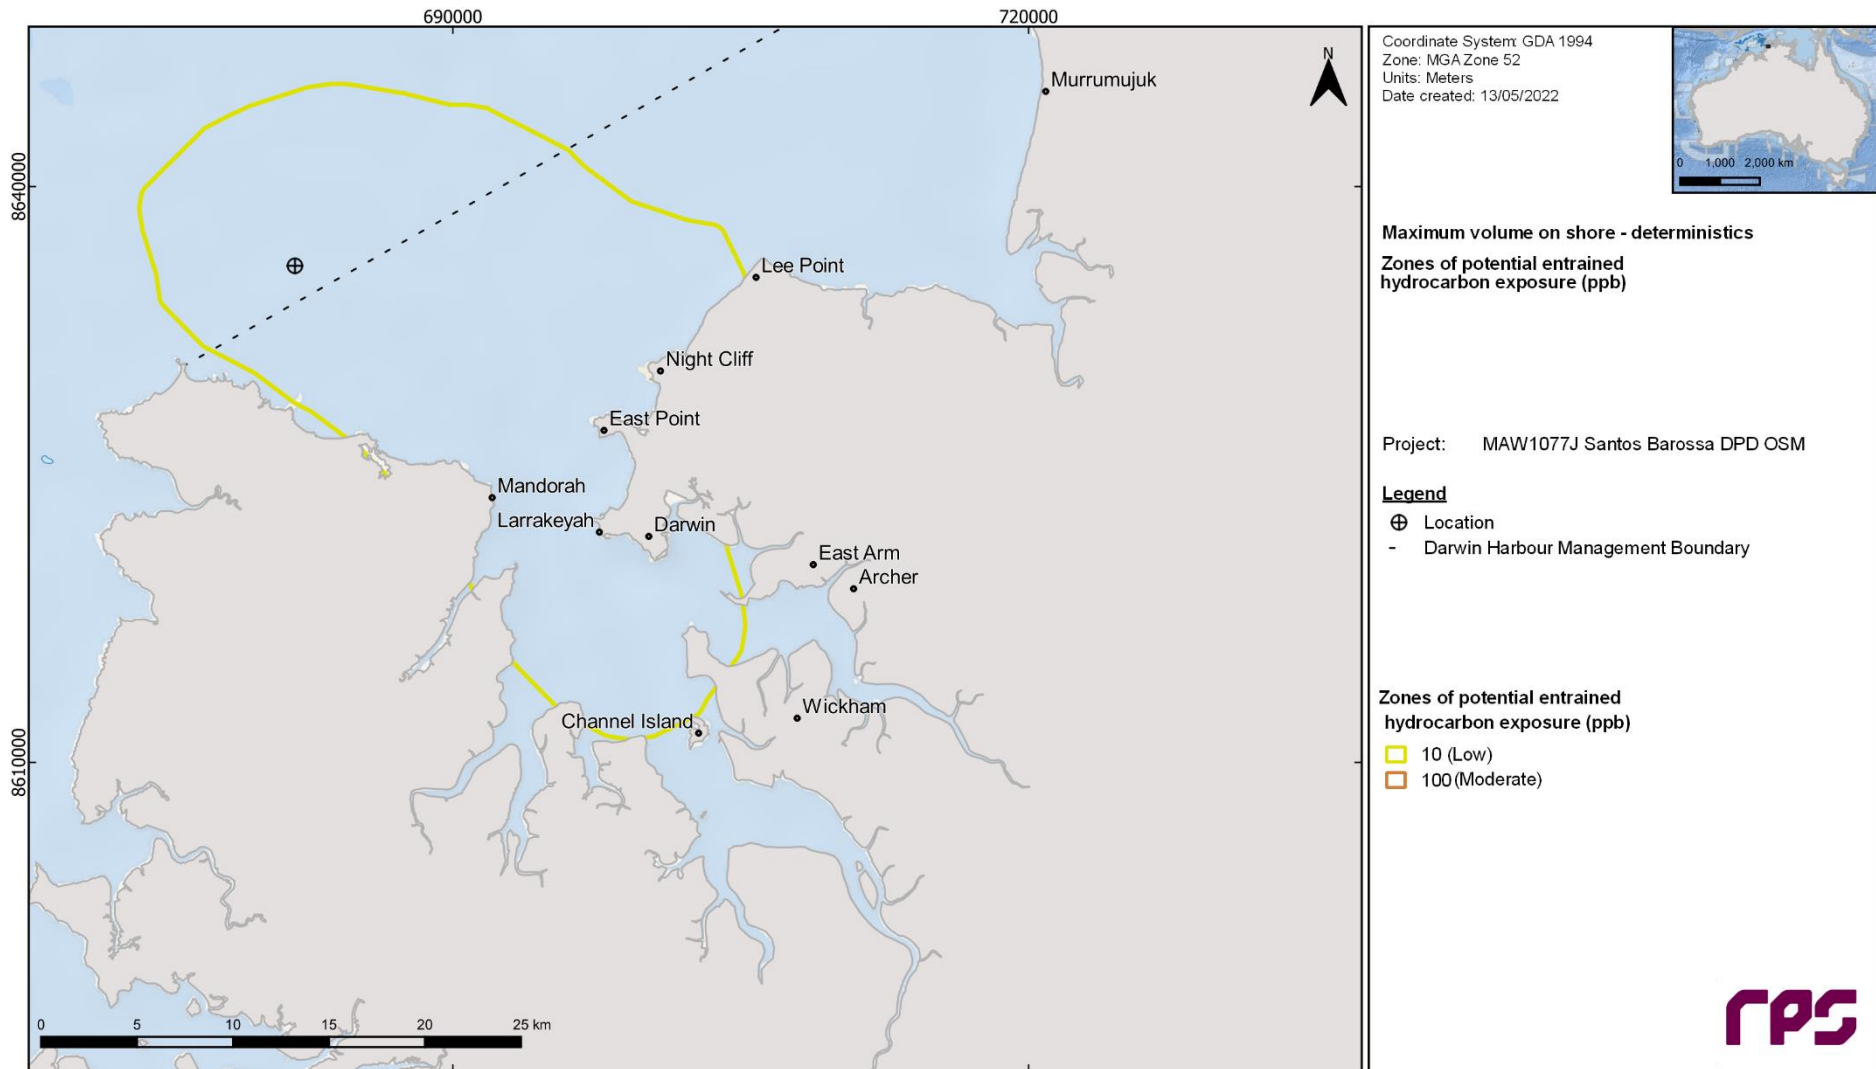 690000
720000
8640000
8610000
N
Murrumujuk
Lee Point
Night Cliff
East Point
Mandorah
Larrakeyah
Darwin
East Arm
Archer
Channel Island
Wickham
0 5 10 15 20 25 km
Coordinate System: GDA 1994
Zone: MGA Zone 52
Units: Meters
Date created: 13/05/2022
0 1,000 2,000 km
Maximum volume on shore - deterministics
Zones of potential entrained
hydrocarbon exposure (ppb)
Project: MAW1077J Santos Barossa DPD OSM
Legend
Location
- Darwin Harbour Management Boundary
Zones of potential entrained
hydrocarbon exposure (ppb)
10 (Low)
100 (Moderate)
rps